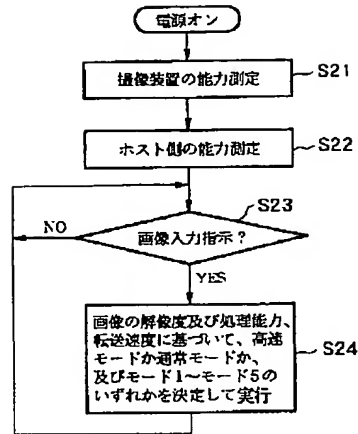 電源オン
撮像装置の能力測定
S21
ホスト側の能力測定
S22
画像入力指示?
S23
NO
YES
画像の解像度及び処理能力、
転送速度に基づいて、高速
モードか通常モードか、
及びモード1~モード5の
いずれかを決定して実行
S24